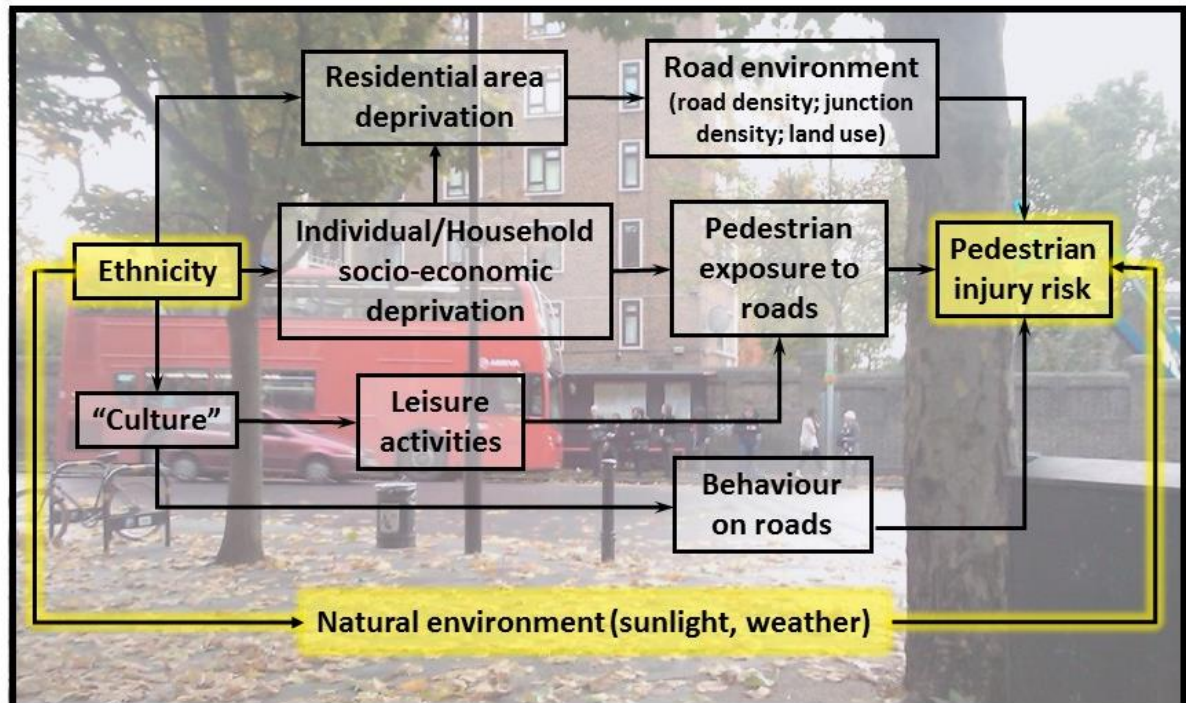 Residential area
deprivation
Road environment
(road density; junction
density; land use)
Ethnicity
Individual/Household
socio-economic
deprivation
Pedestrian
exposure to
roads
Pedestrian
injury risk
“Culture”
Leisure
activities
Behaviour
on roads
Natural environment (sunlight, weather)
ARRIVA